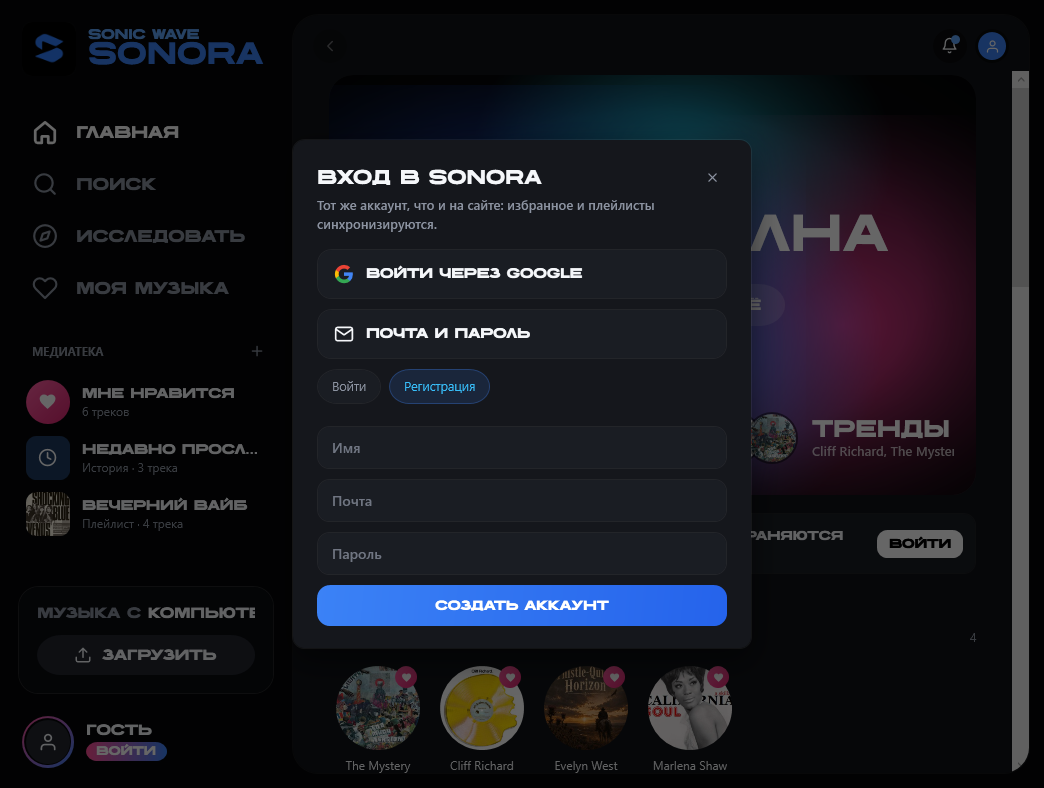 SONIC WAVE
SONORA
ГЛАВНАЯ
ПОИСК
ИССЛЕДОВАТЬ
МОЯ МУЗЫКА
МЕДИАТЕКА
МНЕ НРАВИТСЯ
6 треков
НЕДАВНО ПРОСЛ...
История · 3 трека
ВЕЧЕРНИЙ ВАЙБ
Плейлист · 4 трека
МУЗЫКА С КОМПЬЮТЕ
ЗАГРУЗИТЬ
ГОСТЬ
ВОЙТИ
ВХОД В SONORA
Тот же аккаунт, что и на сайте: избранное и плейлисты
синхронизируются.
ВОЙТИ ЧЕРЕЗ GOOGLE
ПОЧТА И ПАРОЛЬ
Войти
Регистрация
Имя
Почта
Пароль
СОЗДАТЬ АККАУНТ
ЛНА
ТРЕНДЫ
Cliff Richard, The Myster
РАНЯЮТСЯ
ВОЙТИ
4
The Mystery
Cliff Richard
Evelyn West
Marlena Shaw